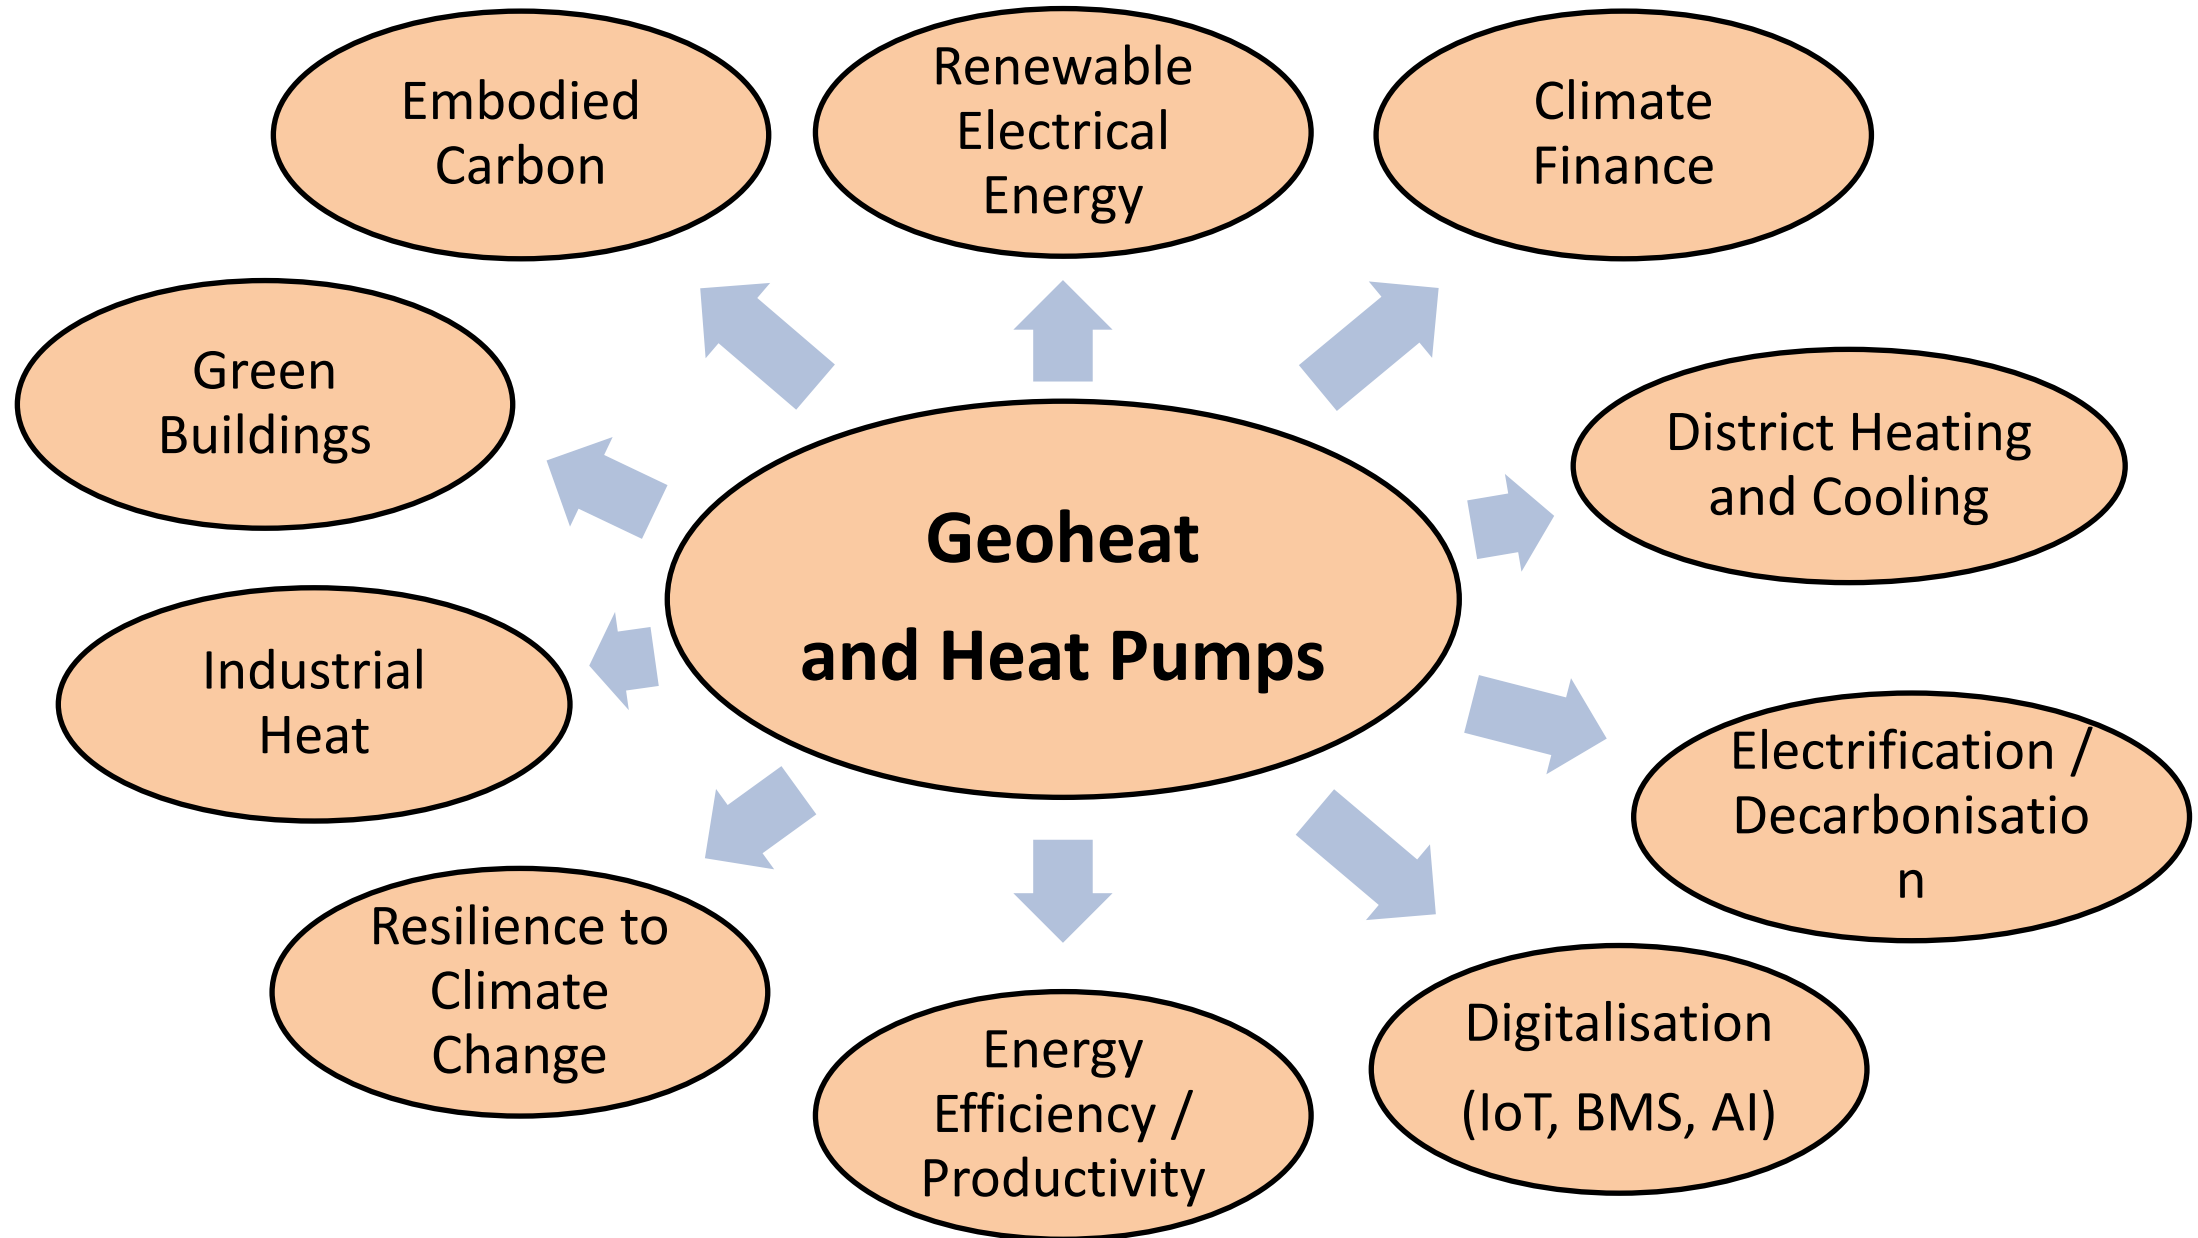 Embodied
Carbon
Renewable
Electrical
Energy
Climate
Finance
Green
Buildings
District Heating
and Cooling
Geoheat
and Heat Pumps
Industrial
Heat
Electrification /
Decarbonisatio
n
Resilience to
Climate
Change
Energy
Efficiency /
Productivity
Digitalisation
(IoT, BMS, AI)